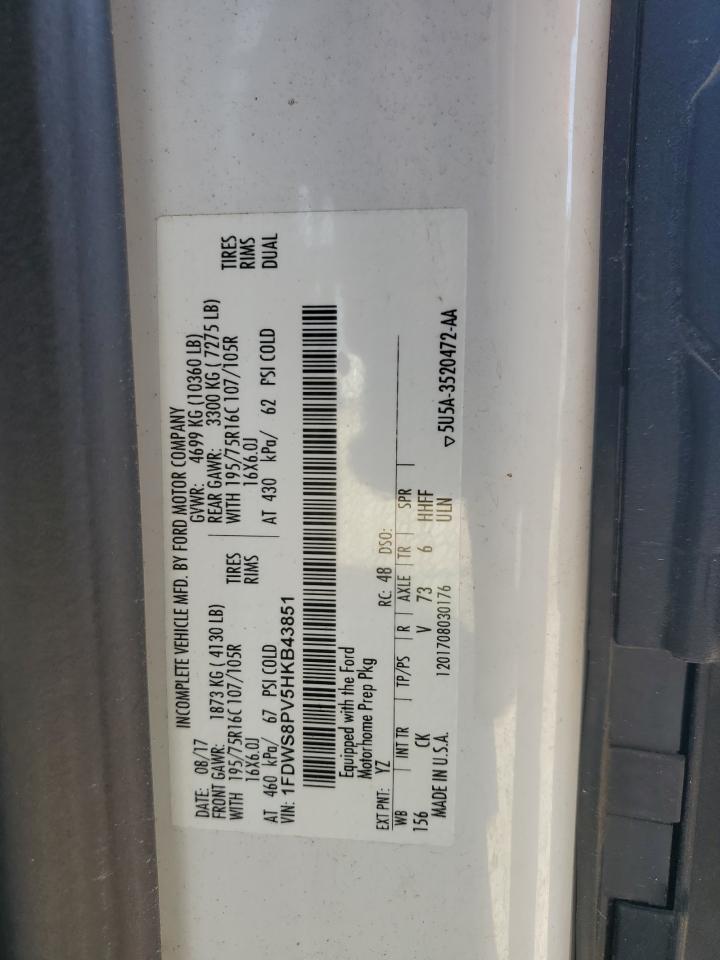 INCOMPLETE VEHICLE MFD. BY FORD MOTOR COMPANY
DATE: 08/17 GVWR: 4699 KG (10360 LB)
FRONT GAWR: 1873 KG ( 4130 LB) REAR GAWR: 3300 KG ( 7275 LB)
WITH 195/75R16C 107/105R TIRES WITH 195/75R16C 107/105R TIRES
16X6.0J RIMS 16X6.0J RIMS
AT 460 kPa/ 67 PSI COLD AT 430 kPa/ 62 PSI COLD DUAL
VIN: 1FDWS8PV5HKB43851
Equipped with the Ford
Motorhome Prep Pkg
EXT PNT: YZ RC: 48 DSO:
WB INT TR TP/PS R AXLE TR SPR
156 CK V 73 6 HHFF
MADE IN U.S.A. ULN
1201708030176
▽5U5A-3520472-AA